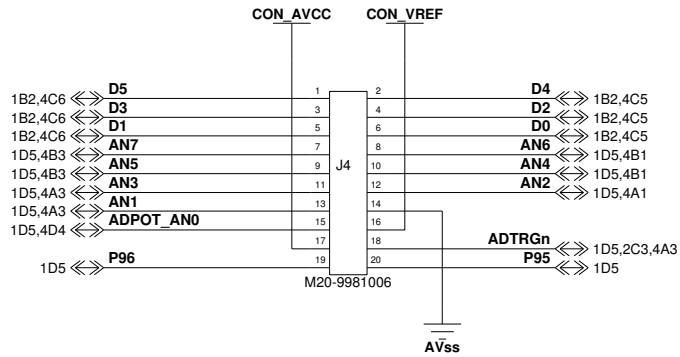 CON_AVCC CON_VREF
1B2,4C6 D5 1 2 D4 1B2,4C5
1B2,4C6 D3 3 4 D2 1B2,4C5
1B2,4C6 D1 5 6 D0 1B2,4C5
1D5,4B3 AN7 7 8 AN6 1D5,4B1
1D5,4B3 AN5 9 J4 10 AN4 1D5,4B1
1D5,4A3 AN3 11 12 AN2 1D5,4A1
1D5,4A3 AN1 13 14
1D5,4D4 ADPOT_AN0 15 16
17 18 ADTRGn 1D5,2C3,4A3
1D5 P96 19 20 P95 1D5
M20-9981006
AVss